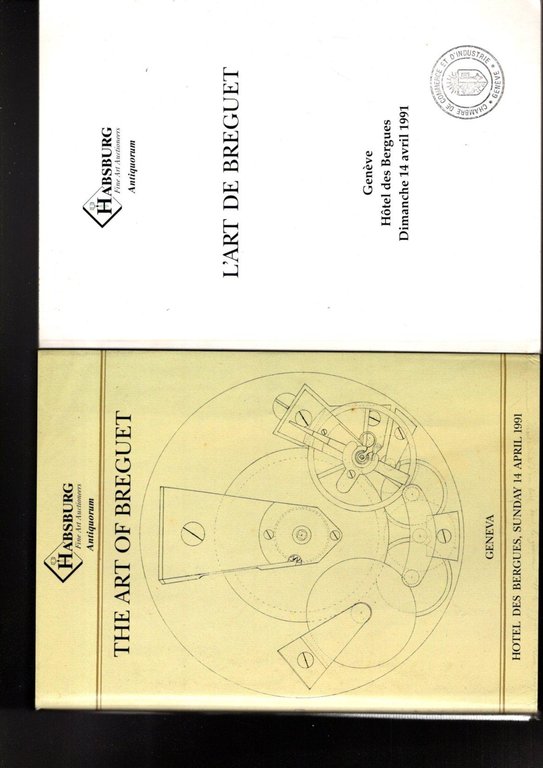 HABSBURG
Fine Art Auctioneers
Antiquorum
L'ART DE BREGUET
Genève
Hôtel des Bergues
Dimanche 14 avril 1991
CHAMBRE DE COMMERCE ET D'INDUSTRIE
GENÈVE
HABSBURG
Fine Art Auctioneers
Antiquorum
THE ART OF BREGUET
GENEVA
HOTEL DES BERGUES, SUNDAY 14 APRIL 1991